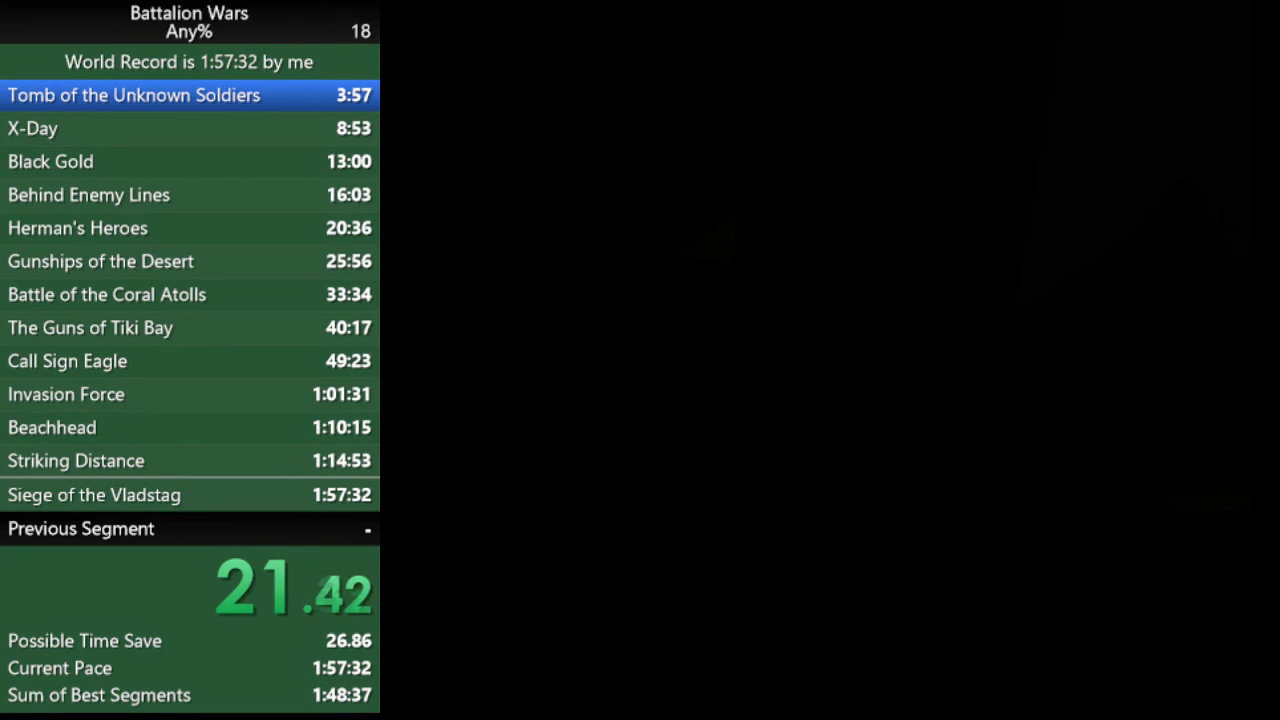 Battalion Wars
Any% 18
World Record is 1:57:32 by me
Tomb of the Unknown Soldiers 3:57
X-Day 8:53
Black Gold 13:00
Behind Enemy Lines 16:03
Herman's Heroes 20:36
Gunships of the Desert 25:56
Battle of the Coral Atolls 33:34
The Guns of Tiki Bay 40:17
Call Sign Eagle 49:23
Invasion Force 1:01:31
Beachhead 1:10:15
Striking Distance 1:14:53
Siege of the Vladstag 1:57:32
Previous Segment -
21.42
Possible Time Save 26.86
Current Pace 1:57:32
Sum of Best Segments 1:48:37